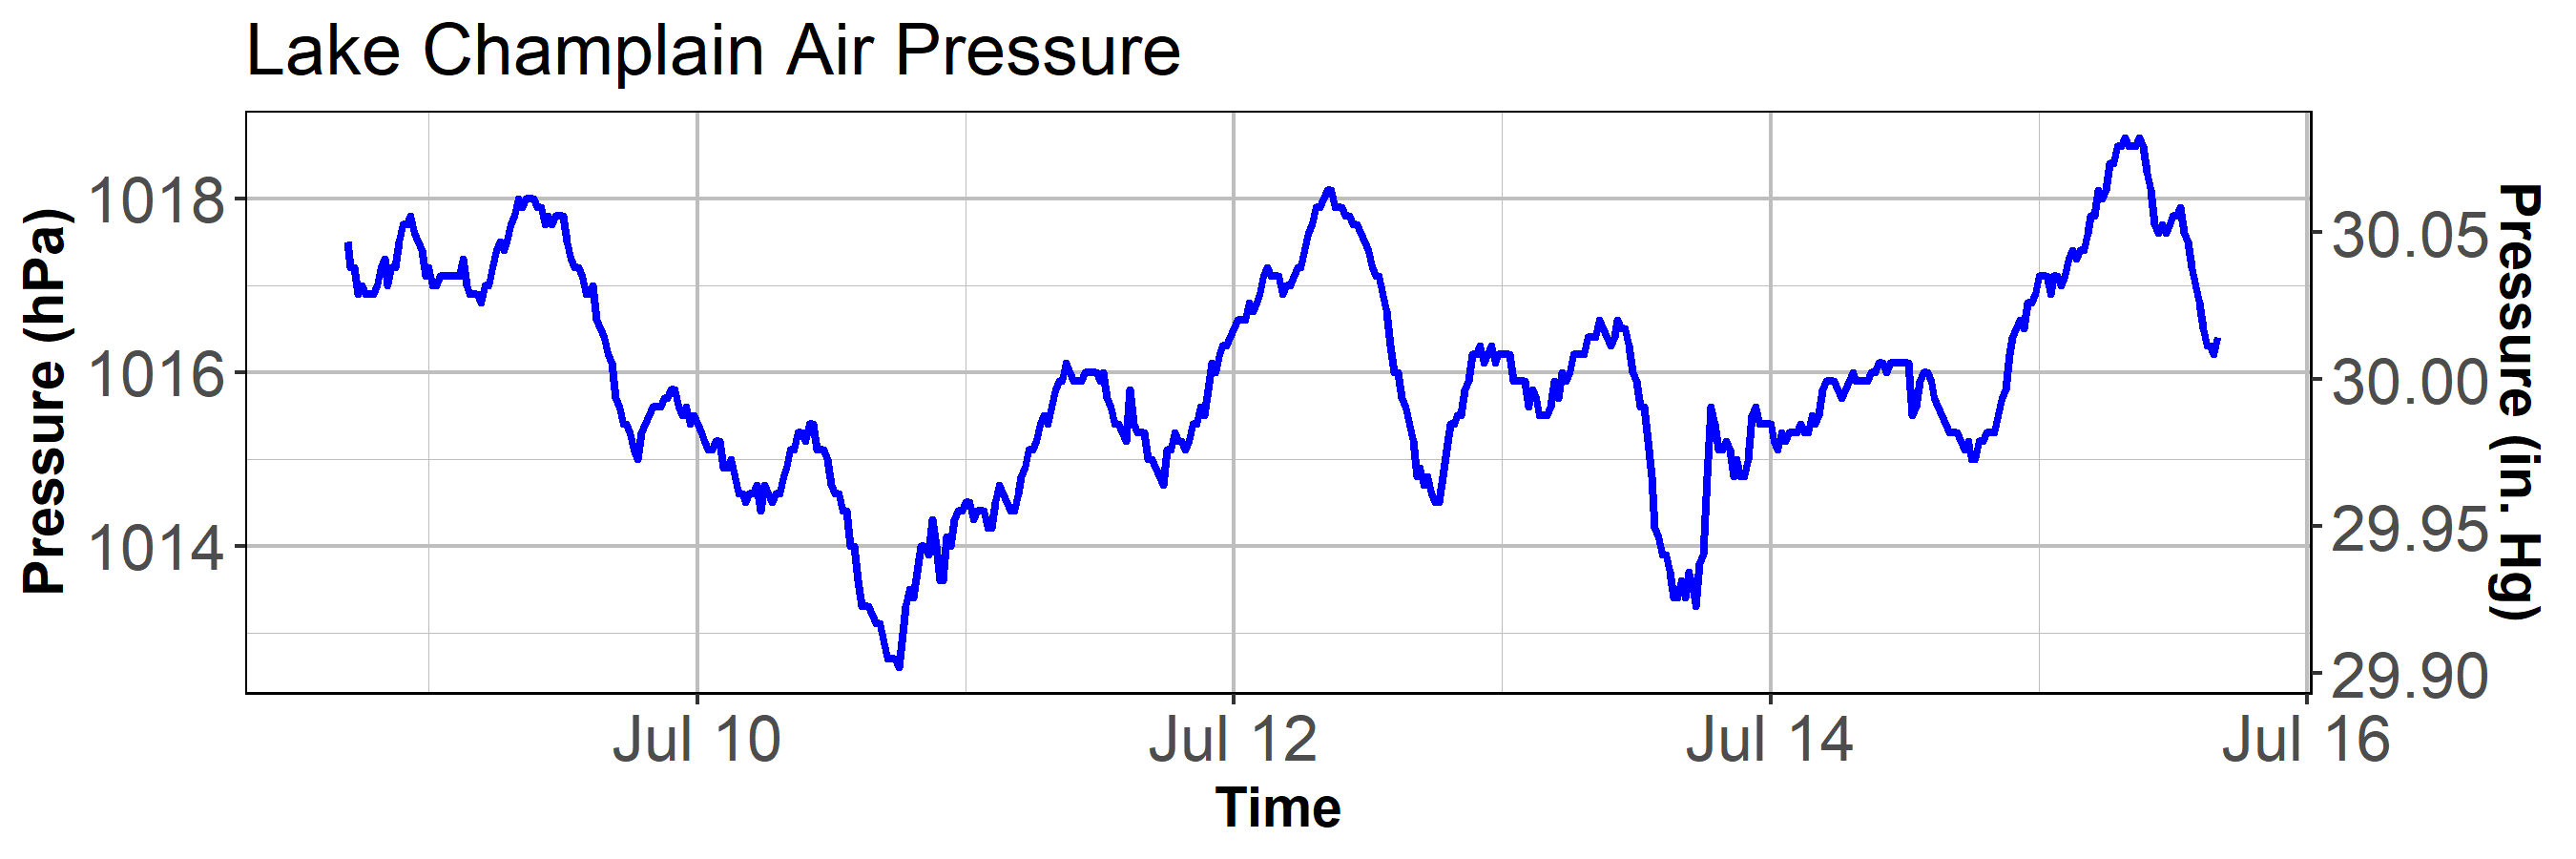 Lake Champlain Air Pressure
Pressure (hPa)
1018
1016
1014
30.05
30.00
29.95
29.90
Pressure (in. Hg)
Jul 10
Jul 12
Jul 14
Jul 16
Time